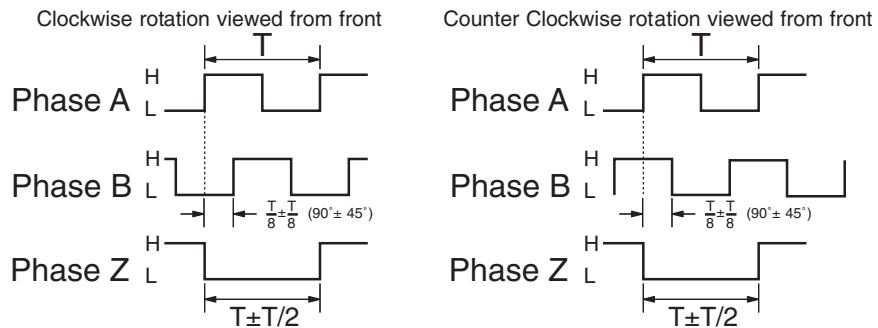 Clockwise rotation viewed from front
T
H
Phase A L
H
Phase B L
T/8 ± T/8 (90°± 45°)
H
Phase Z L
T±T/2
Counter Clockwise rotation viewed from front
T
H
Phase A L
H
Phase B L
T/8 ± T/8 (90°± 45°)
H
Phase Z L
T±T/2